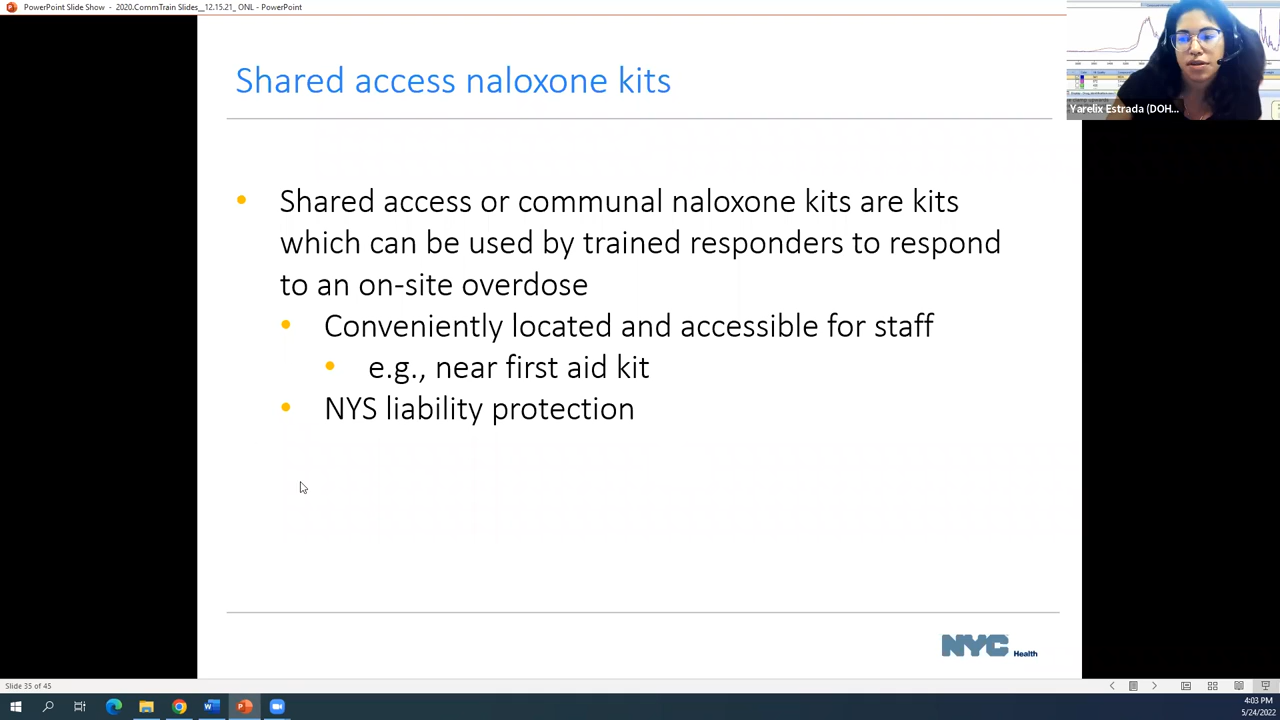 PowerPoint Slide Show - 2020.CommTrain Slides__12.15.21_ ONL - PowerPoint
Yarelix Estrada (DOH...
Shared access naloxone kits
• Shared access or communal naloxone kits are kits
which can be used by trained responders to respond
to an on-site overdose
• Conveniently located and accessible for staff
• e.g., near first aid kit
• NYS liability protection
NYC Health
Slide 35 of 45
4:03 PM
5/24/2022